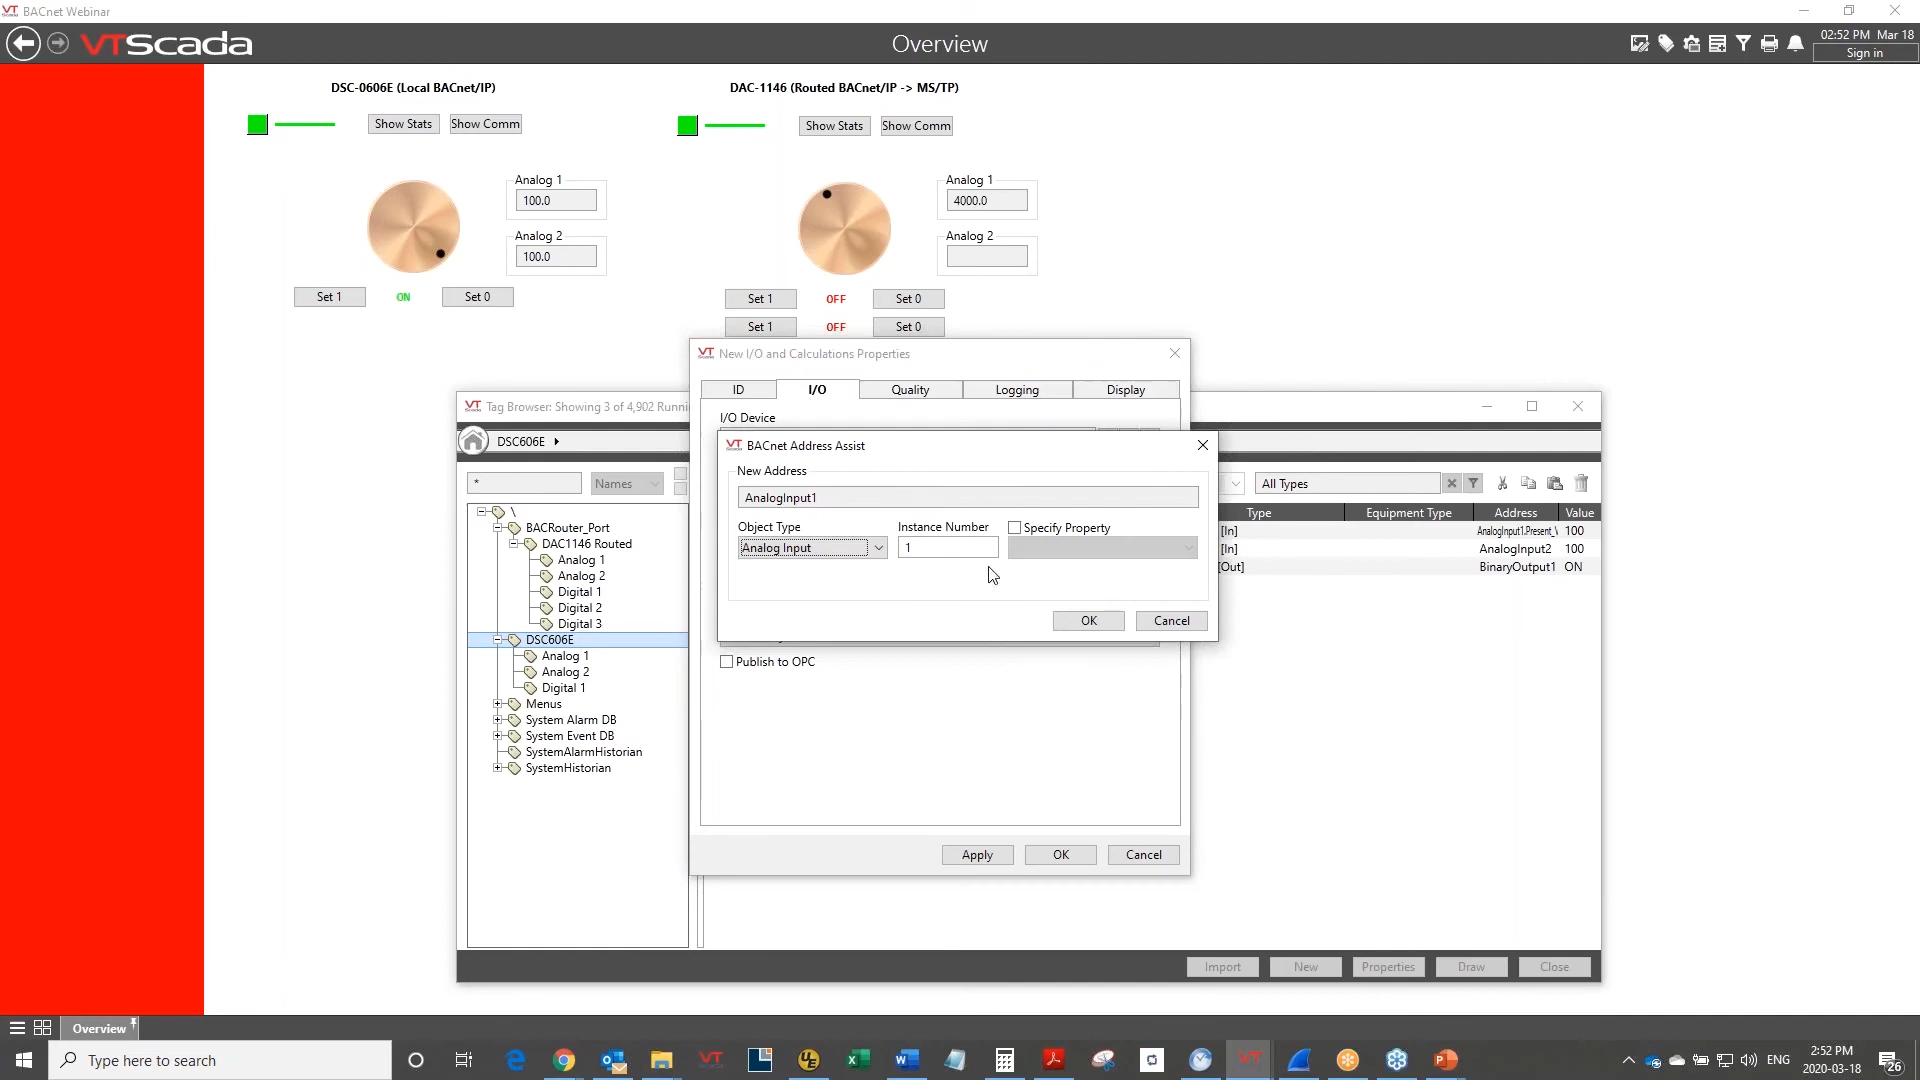 BACnet Webinar
VTScada
Overview
02:52 PM Mar 18
Sign in
DSC-0606E (Local BACnet/IP)
DAC-1146 (Routed BACnet/IP -> MS/TP)
Show Stats
Show Comm
Show Stats
Show Comm
Analog 1
100.0
Analog 2
100.0
Analog 1
4000.0
Analog 2
Set 1
ON
Set 0
Set 1
OFF
Set 0
Set 1
OFF
Set 0
New I/O and Calculations Properties
ID
I/O
Quality
Logging
Display
I/O Device
Tag Browser: Showing 3 of 4,902 Runni
DSC606E
BACnet Address Assist
New Address
AnalogInput1
Object Type
Instance Number
Specify Property
Analog Input
1
OK
Cancel
Publish to OPC
Apply
OK
Cancel
*
Names
All Types
\
BACRouter_Port
DAC1146 Routed
Analog 1
Analog 2
Digital 1
Digital 2
Digital 3
DSC606E
Analog 1
Analog 2
Digital 1
Menus
System Alarm DB
System Event DB
SystemAlarmHistorian
SystemHistorian
Type
Equipment Type
Address
Value
[In]
AnalogInput1.Present_V
100
[In]
AnalogInput2
100
[Out]
BinaryOutput1
ON
Import
New
Properties
Draw
Close
Overview
Type here to search
ENG
2:52 PM
2020-03-18
26